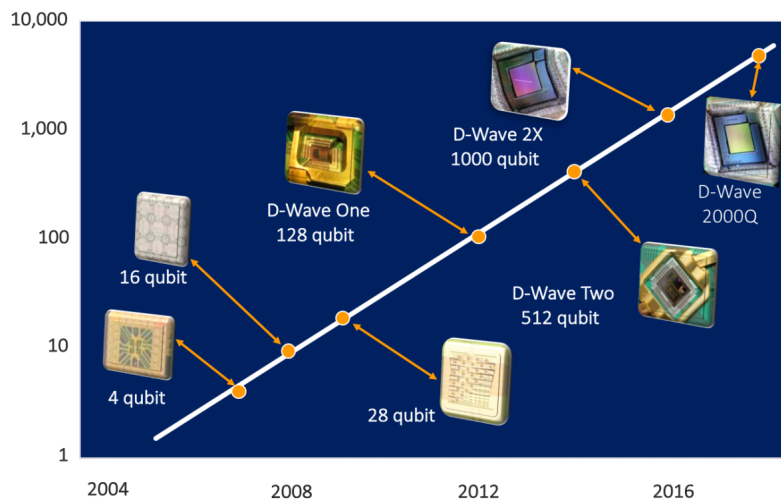 10,000
1,000
100
10
1
D-Wave 2X
1000 qubit
D-Wave
2000Q
D-Wave One
128 qubit
16 qubit
D-Wave Two
512 qubit
4 qubit
28 qubit
2004
2008
2012
2016